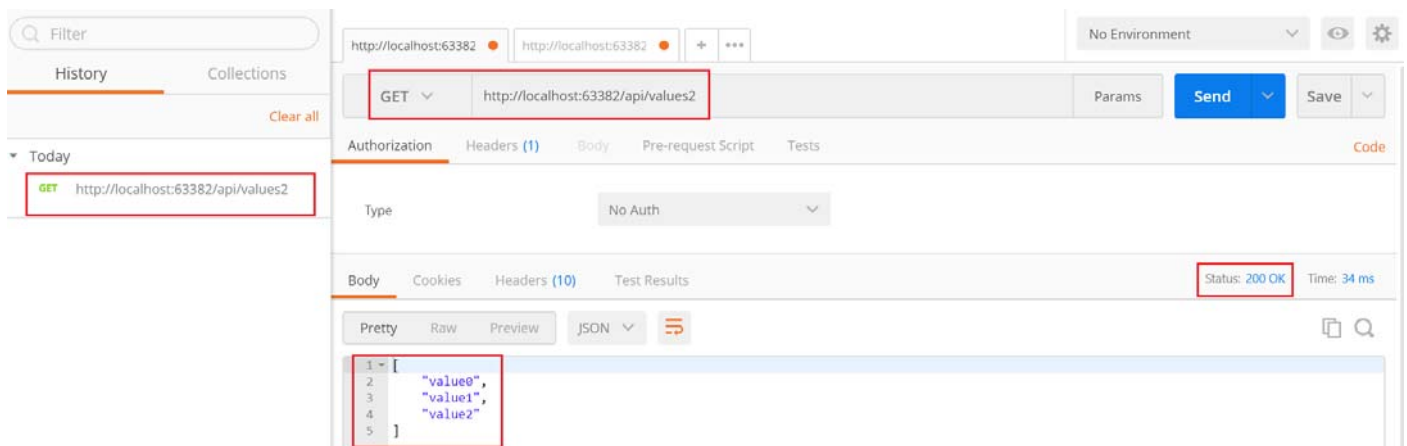 Filter
History Collections
Clear all
Today
GET http://localhost:63382/api/values2
http://localhost:63382 http://localhost:63382 + •••
No Environment
GET http://localhost:63382/api/values2 Params Send Save
Authorization Headers (1) Body Pre-request Script Tests Code
Type No Auth
Body Cookies Headers (10) Test Results Status: 200 OK Time: 34 ms
Pretty Raw Preview JSON
1 [
2 "value0",
3 "value1",
4 "value2"
5 ]